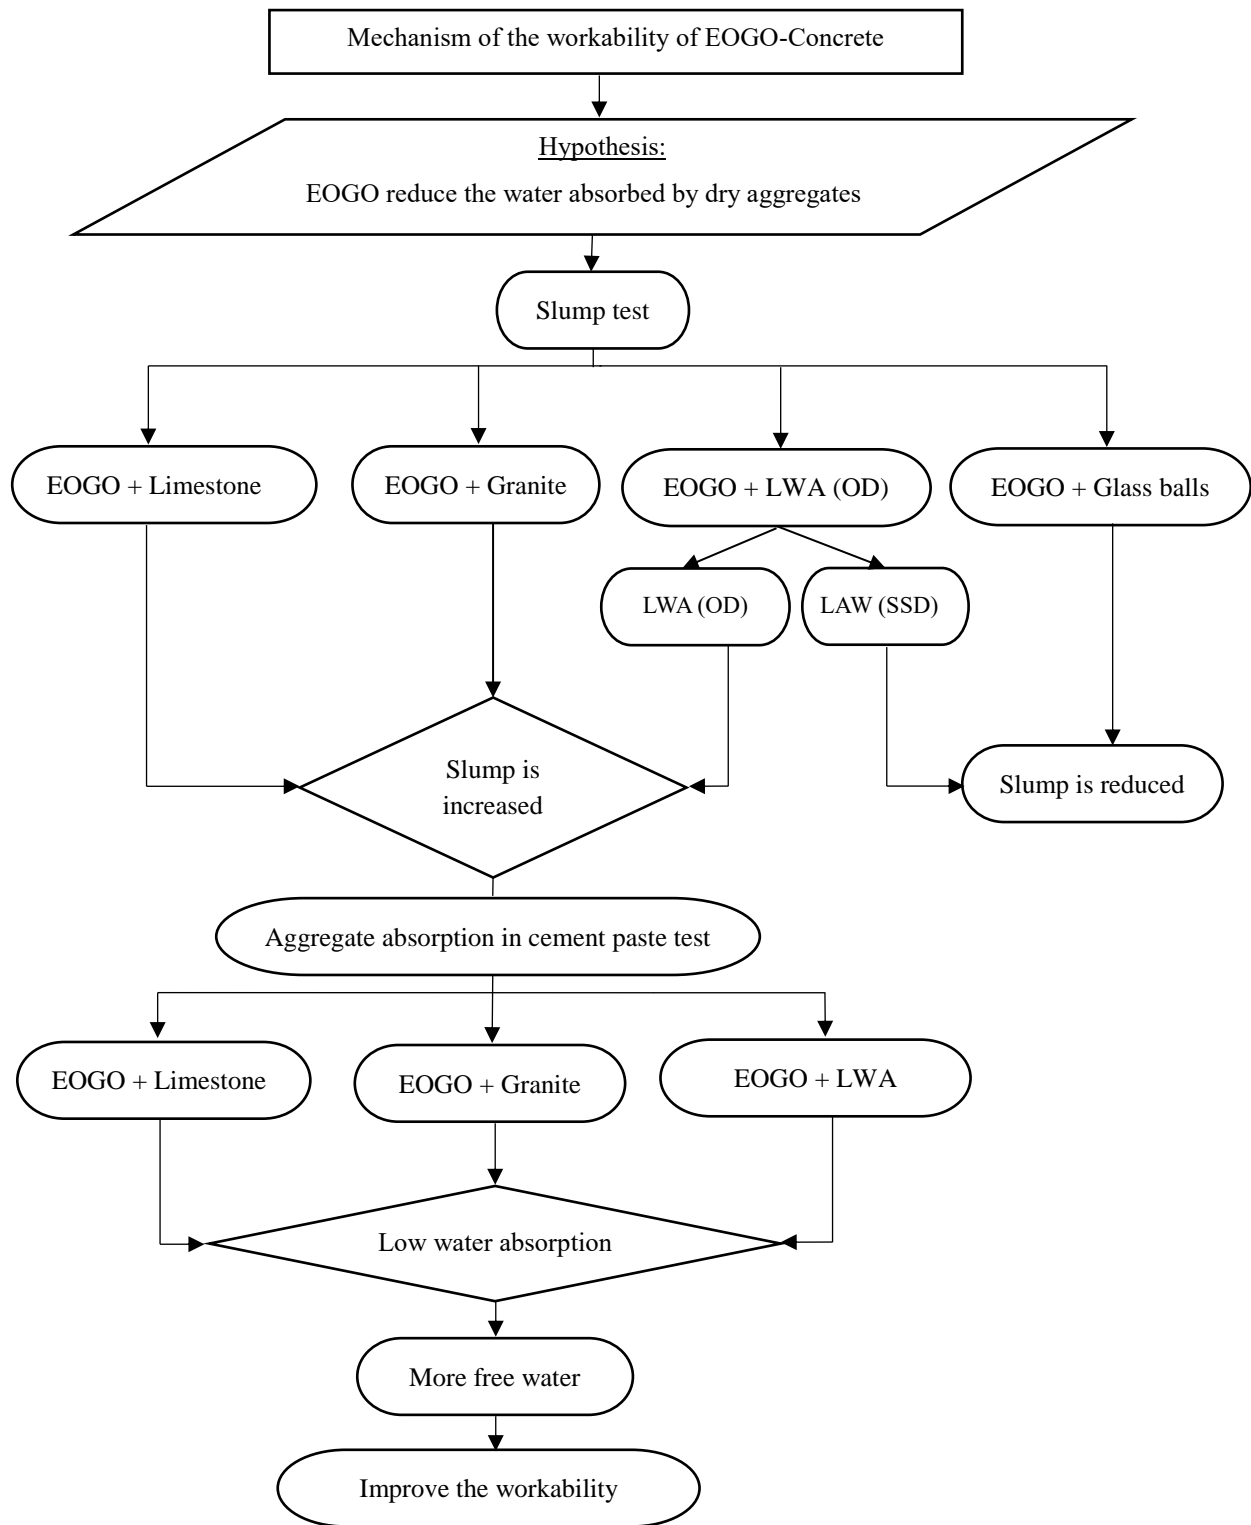 Mechanism of the workability of EOGO-Concrete
Hypothesis:
EOGO reduce the water absorbed by dry aggregates
Slump test
EOGO + Limestone
EOGO + Granite
EOGO + LWA (OD)
EOGO + Glass balls
LWA (OD)
LAW (SSD)
Slump is
increased
Slump is reduced
Aggregate absorption in cement paste test
EOGO + Limestone
EOGO + Granite
EOGO + LWA
Low water absorption
More free water
Improve the workability